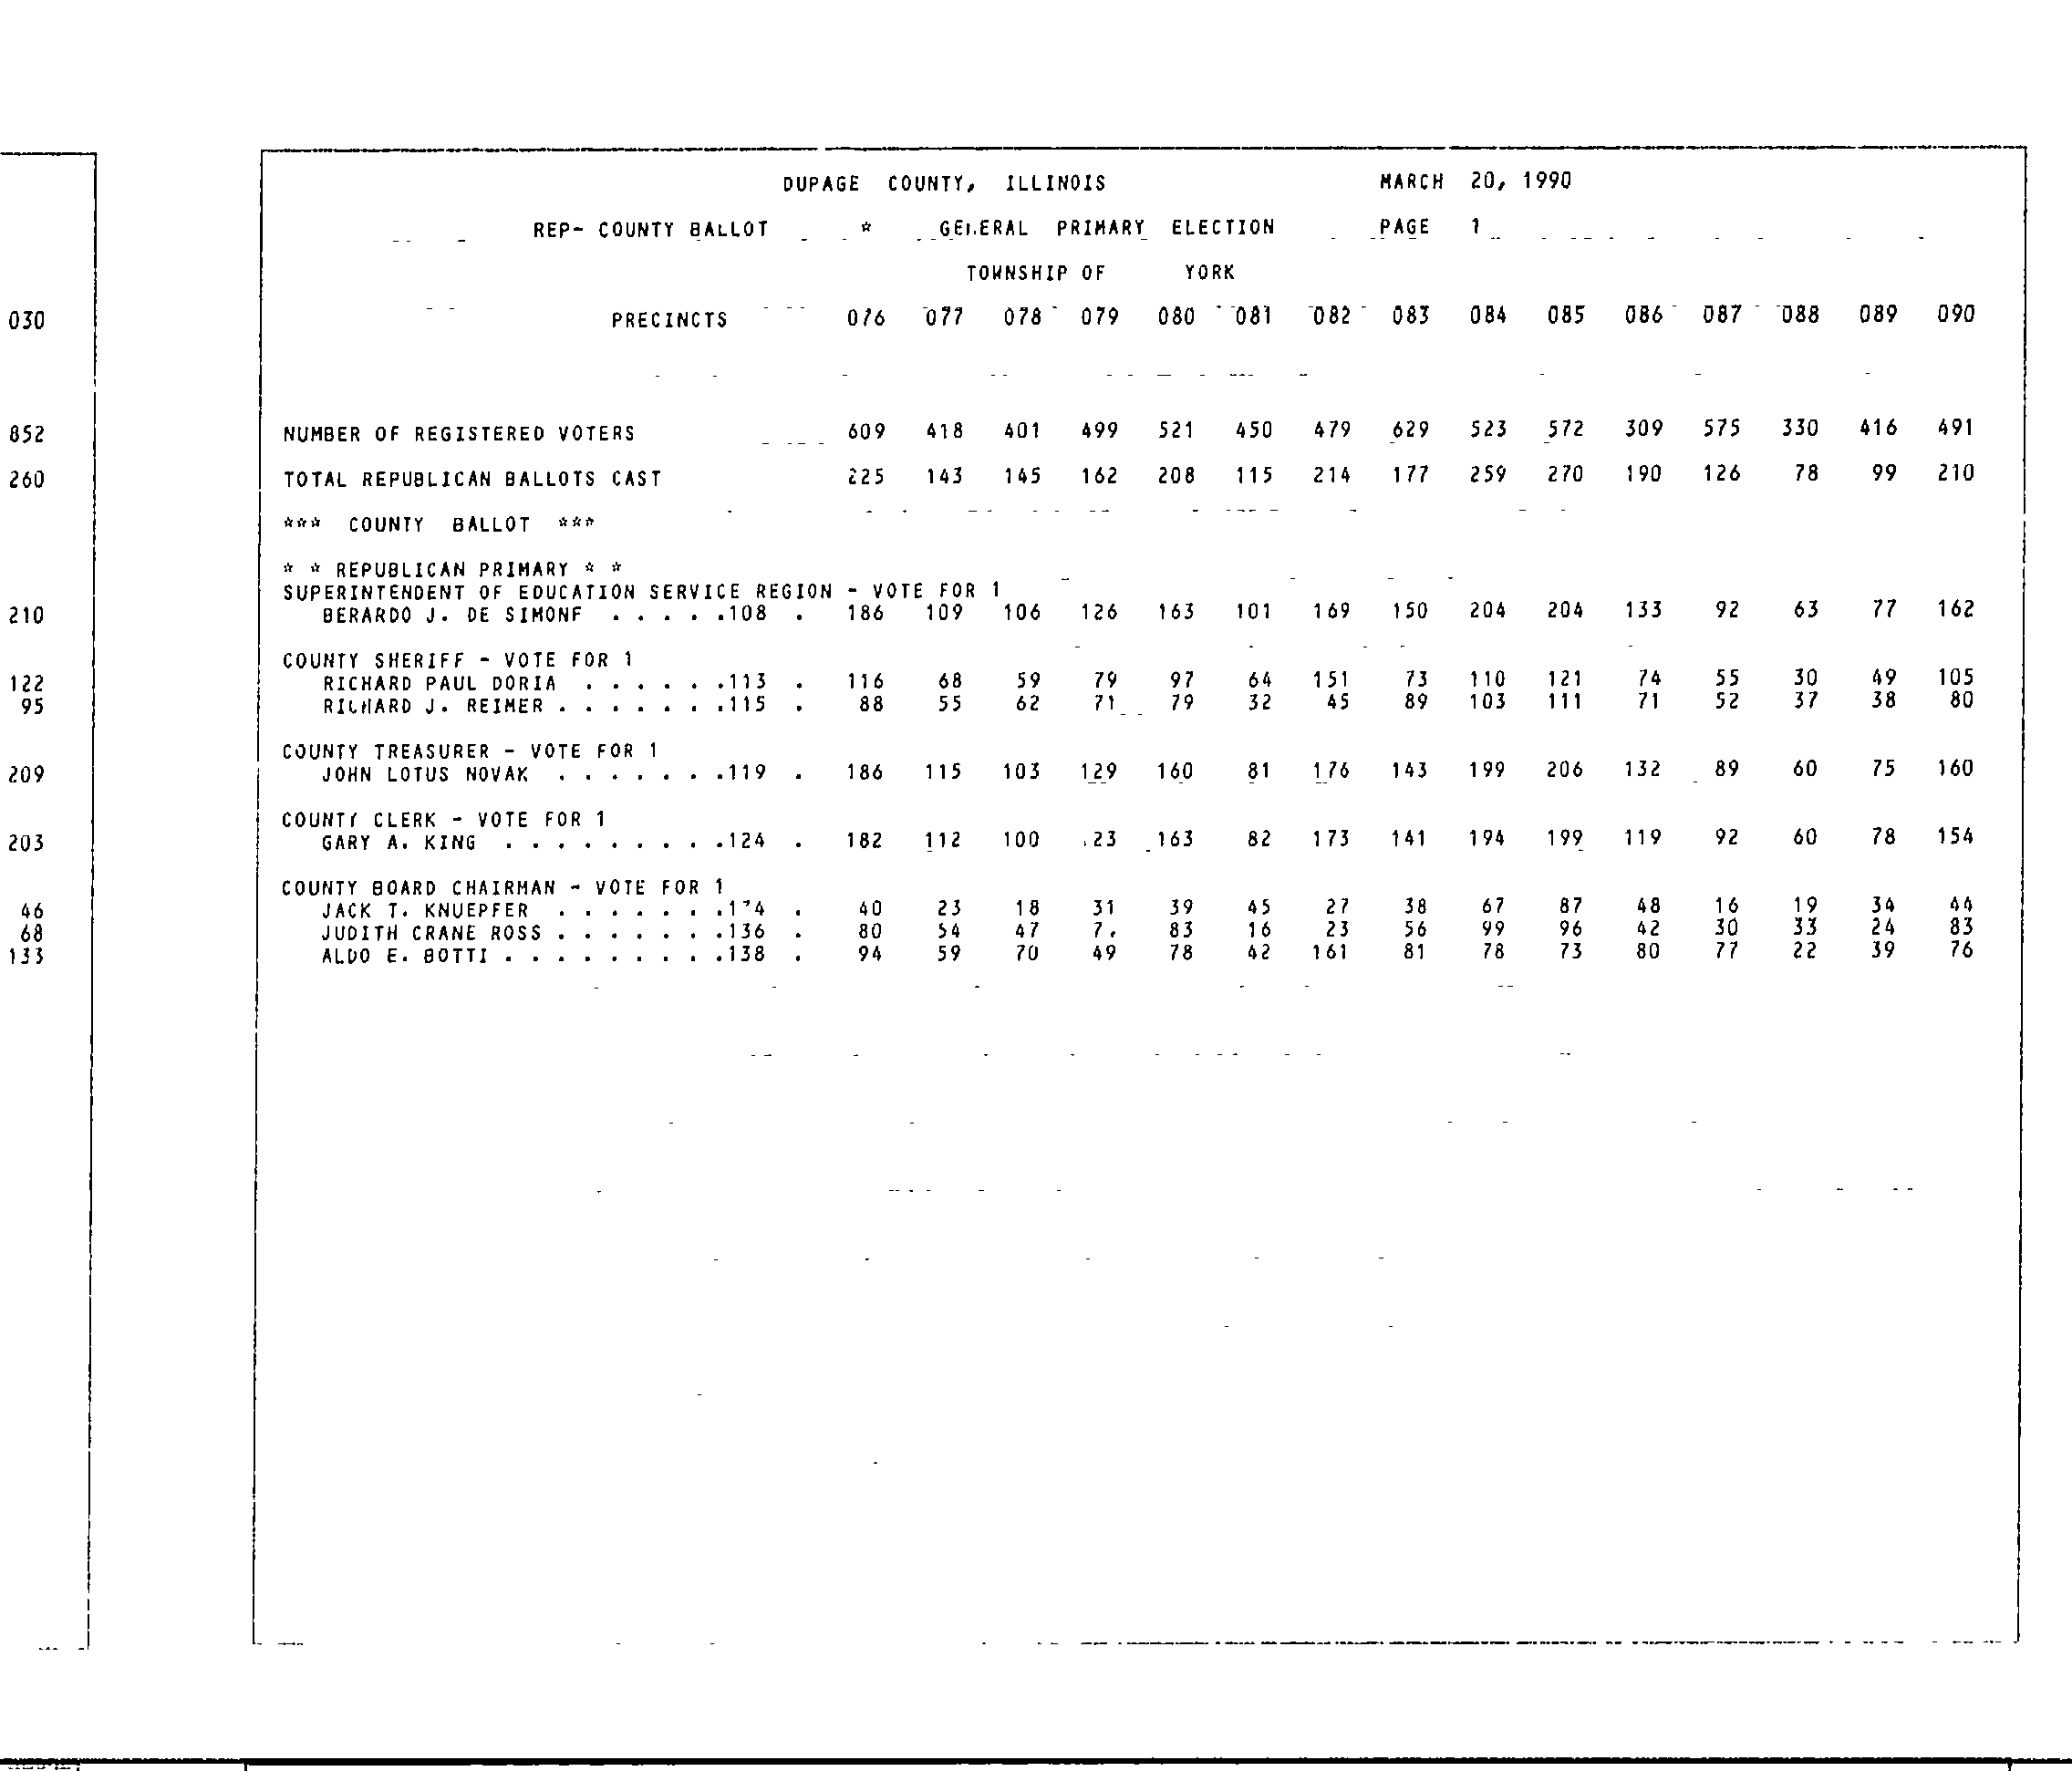 030
852
260
210
122
95
209
203
46
68
133
DUPAGE COUNTY, ILLINOIS MARCH 20, 1990
REP- COUNTY BALLOT * GENERAL PRIMARY ELECTION PAGE 1
TOWNSHIP OF YORK
PRECINCTS 076 077 078 079 080 081 082 083 084 085 086 087 088 089 090
NUMBER OF REGISTERED VOTERS 609 418 401 499 521 450 479 629 523 572 309 575 330 416 491
TOTAL REPUBLICAN BALLOTS CAST 225 143 145 162 208 115 214 177 259 270 190 126 78 99 210
*** COUNTY BALLOT ***
* * REPUBLICAN PRIMARY * *
SUPERINTENDENT OF EDUCATION SERVICE REGION - VOTE FOR 1
BERARDO J. DE SIMONF . . . . .108 . 186 109 106 126 163 101 169 150 204 204 133 92 63 77 162
COUNTY SHERIFF - VOTE FOR 1
RICHARD PAUL DORIA . . . . . .113 . 116 68 59 79 97 64 151 73 110 121 74 55 30 49 105
RICHARD J. REIMER . . . . . . .115 . 88 55 62 71 79 32 45 89 103 111 71 52 37 38 80
COUNTY TREASURER - VOTE FOR 1
JOHN LOTUS NOVAK . . . . . . .119 . 186 115 103 129 160 81 176 143 199 206 132 89 60 75 160
COUNTY CLERK - VOTE FOR 1
GARY A. KING . . . . . . . . .124 . 182 112 100 23 163 82 173 141 194 199 119 92 60 78 154
COUNTY BOARD CHAIRMAN - VOTE FOR 1
JACK T. KNUEPFER . . . . . . . . 40 23 18 31 39 45 27 38 67 87 48 16 19 34 44
JUDITH CRANE ROSS . . . . . . .136 . 80 54 47 83 16 23 56 99 96 42 30 33 24 83
ALDO E. BOTTI . . . . . . . . .138 . 94 59 70 49 78 42 161 81 78 73 80 77 22 39 76